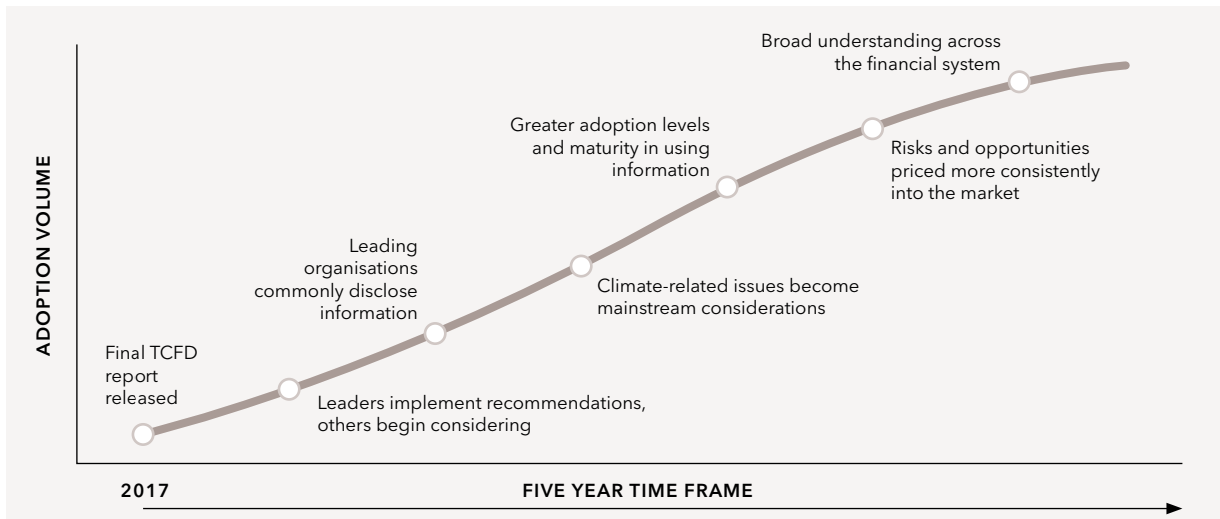 Broad understanding across
the financial system
Greater adoption levels
and maturity in using
information
Risks and opportunities
priced more consistently
into the market
Leading
organisations
commonly disclose
information
Climate-related issues become
mainstream considerations
Final TCFD
report
released
Leaders implement recommendations,
others begin considering
ADOPTION VOLUME
2017
FIVE YEAR TIME FRAME